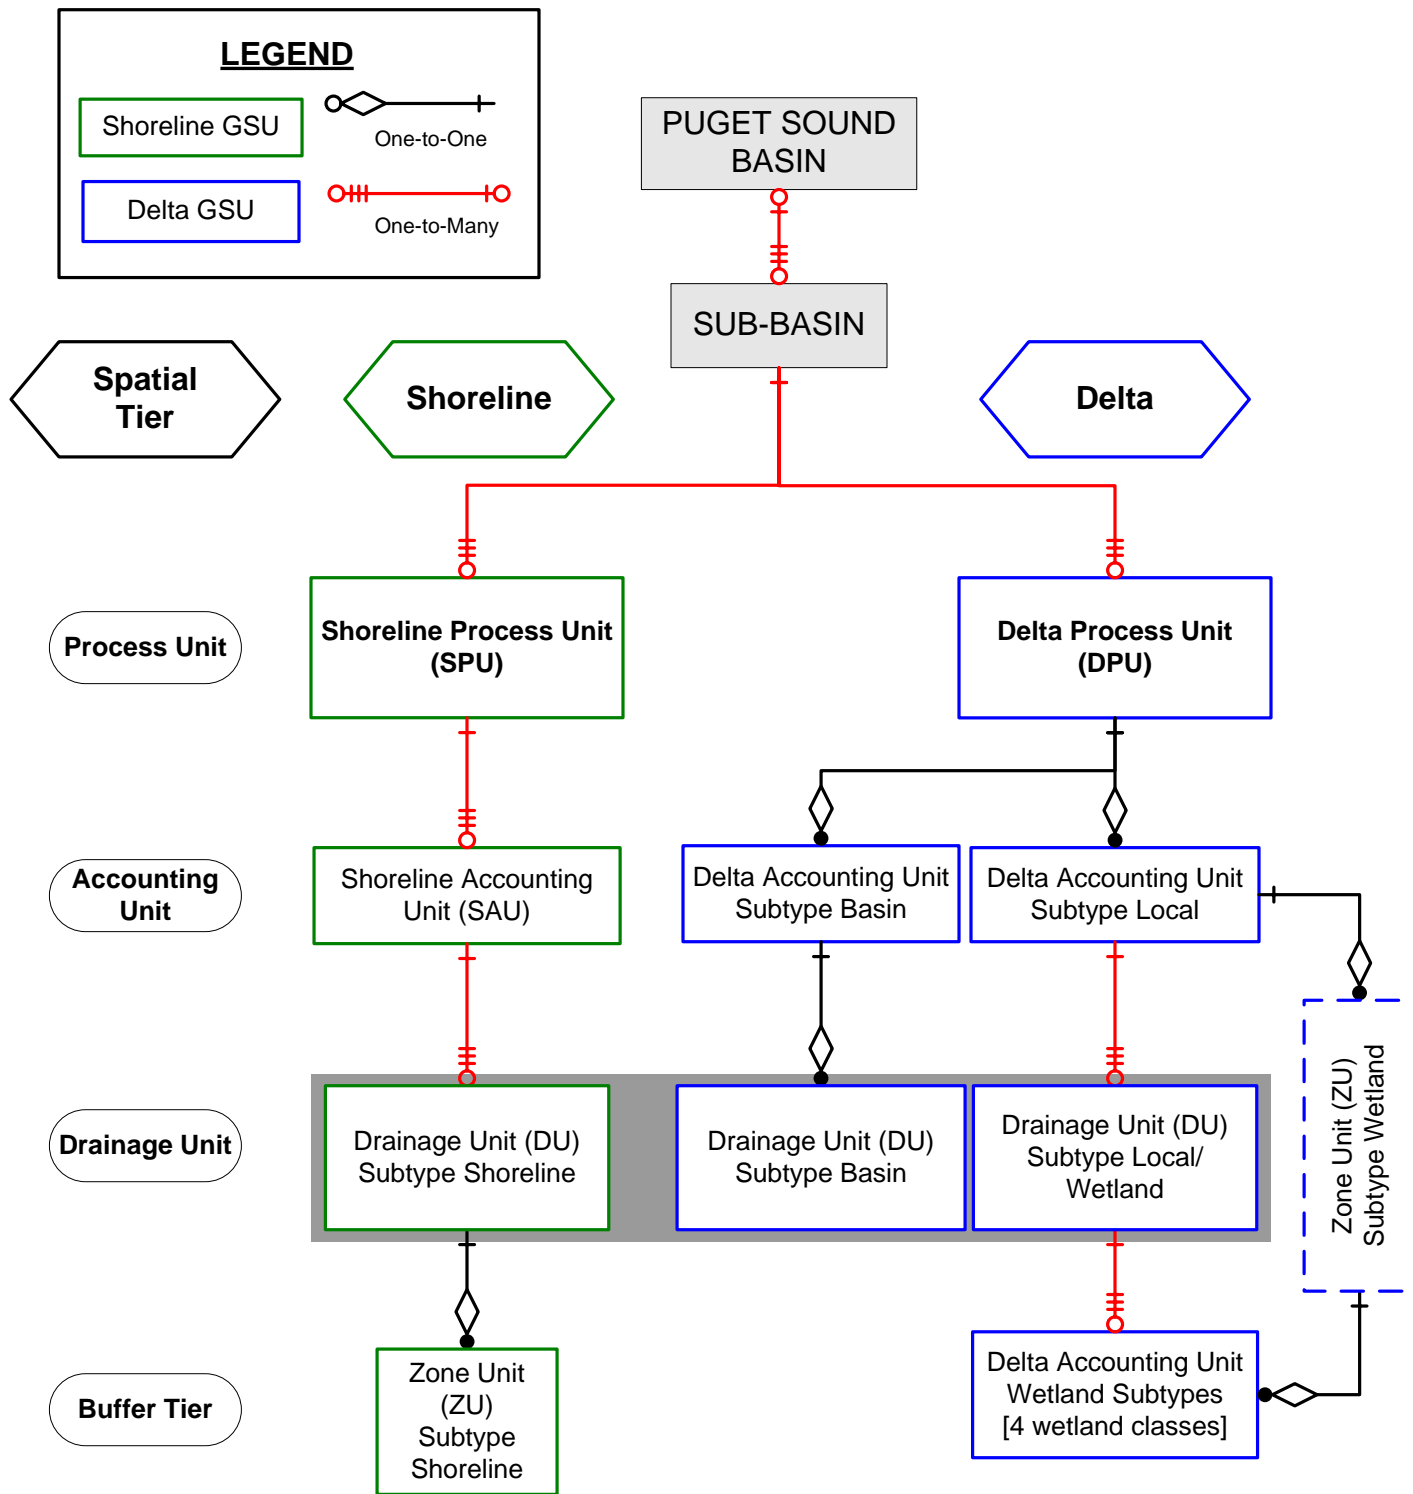 LEGEND
Shoreline GSU
One-to-One
Delta GSU
One-to-Many
PUGET SOUND
BASIN
SUB-BASIN
Spatial
Tier
Shoreline
Delta
Process Unit
Shoreline Process Unit
(SPU)
Delta Process Unit
(DPU)
Accounting
Unit
Shoreline Accounting
Unit (SAU)
Delta Accounting Unit
Subtype Basin
Delta Accounting Unit
Subtype Local
Zone Unit (ZU)
Subtype Wetland
Drainage Unit
Drainage Unit (DU)
Subtype Shoreline
Drainage Unit (DU)
Subtype Basin
Drainage Unit (DU)
Subtype Local/
Wetland
Buffer Tier
Zone Unit
(ZU)
Subtype
Shoreline
Delta Accounting Unit
Wetland Subtypes
[4 wetland classes]